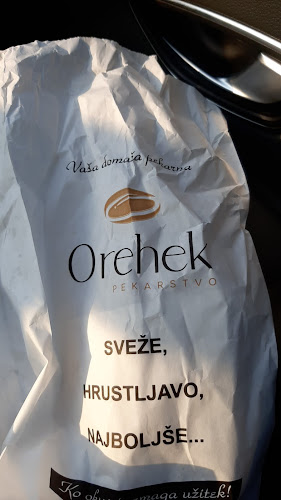 Vaša domača pekarna
Orehek
PEKARSTVO
SVEŽE,
HRUSTLJAVO,
NAJBOLJŠE...
Ko užitek!